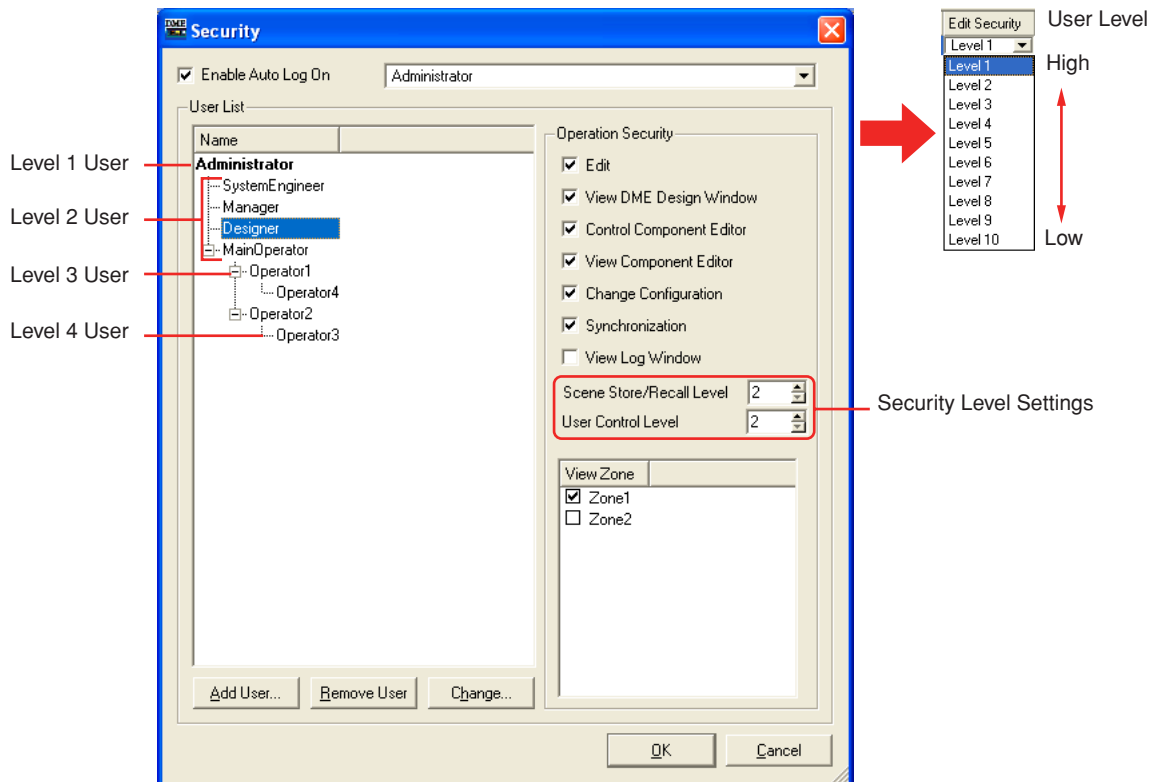 DME
Security
Enable Auto Log On
Administrator
User List
Name
Administrator
SystemEngineer
Manager
Designer
MainOperator
Operator1
Operator4
Operator2
Operator3
Level 1 User
Level 2 User
Level 3 User
Level 4 User
Operation Security
Edit
View DME Design Window
Control Component Editor
View Component Editor
Change Configuration
Synchronization
View Log Window
Scene Store/Recall Level 2
User Control Level 2
Security Level Settings
View Zone
Zone1
Zone2
Add User...
Remove User
Change...
OK
Cancel
Edit Security
User Level
Level 1
Level 1
Level 2
Level 3
Level 4
Level 5
Level 6
Level 7
Level 8
Level 9
Level 10
High
Low